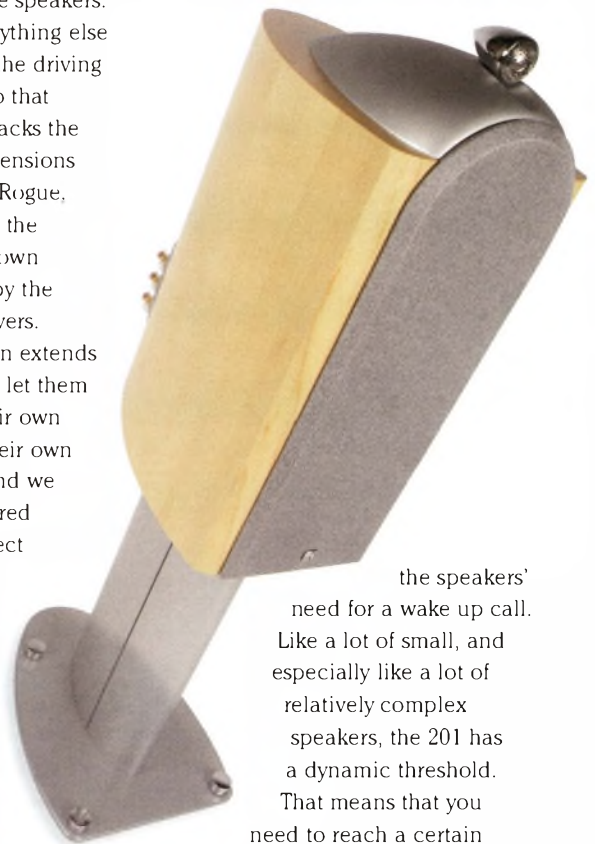 speakers.
ything else
he driving
that
acks the
ensions
Rogue,
the
own
by the
vers.
n extends
let them
ir own
eir own
nd we
red
ect
the speakers'
need for a wake up call.
Like a lot of small, and
especially like a lot of
relatively complex
speakers, the 201 has
a dynamic threshold.
That means that you
need to reach a certain